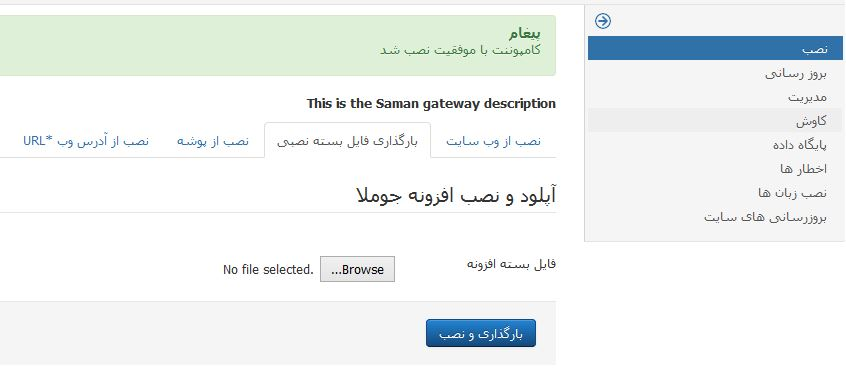 پیغام
کامپوننت با موفقیت نصب شد
This is the Saman gateway description
نصب از وب سایت
بارگذاری فایل بسته نصبی
نصب از پوشه
نصب از آدرس وب *URL
آپلود و نصب افزونه جوملا
فایل بسته افزونه
Browse...
No file selected.
بارگذاری و نصب
نصب
بروز رسانی
مدیریت
کاوش
پایگاه داده
اخطار ها
نصب زبان ها
بروزرسانی های سایت